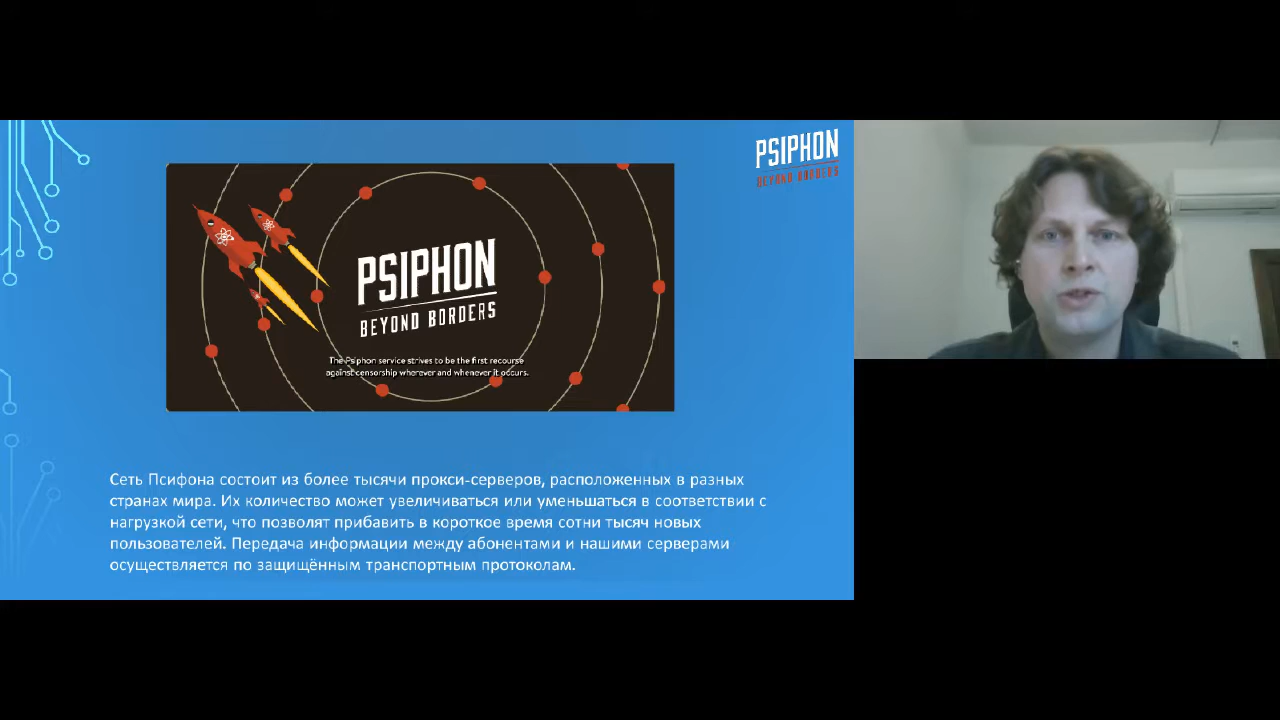 PSIPHON
BEYOND BORDERS
PSIPHON
BEYOND BORDERS
The Psiphon service strives to be the first recourse
against censorship wherever and whenever it occurs.
Сеть Псифона состоит из более тысячи прокси-серверов, расположенных в разных
странах мира. Их количество может увеличиваться или уменьшаться в соответствии с
нагрузкой сети, что позволят прибавить в короткое время сотни тысяч новых
пользователей. Передача информации между абонентами и нашими серверами
осуществляется по защищённым транспортным протоколам.